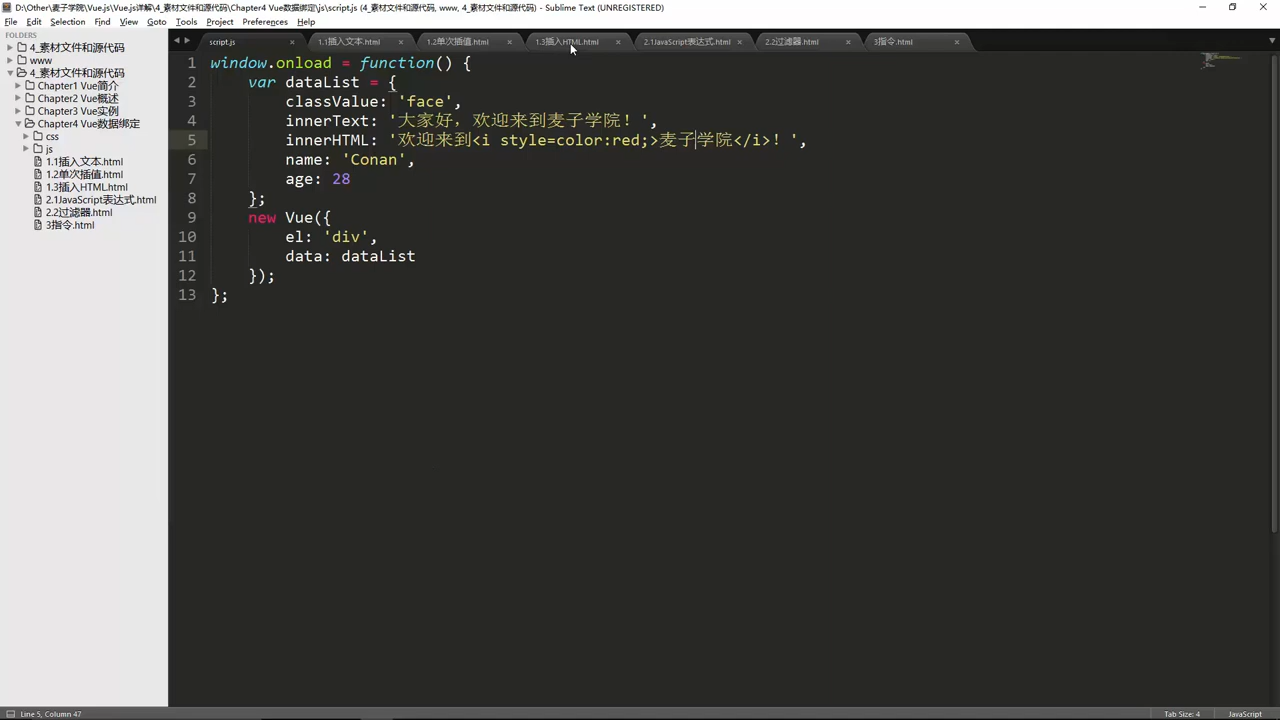 D:\Other\麦子学院\Vue.js\Vue.js详解\4_素材文件和源代码\Chapter4 Vue数据绑定\js\script.js (4_素材文件和源代码, www, 4_素材文件和源代码) - Sublime Text (UNREGISTERED)
File Edit Selection Find View Goto Tools Project Preferences Help
FOLDERS
4_素材文件和源代码
www
4_素材文件和源代码
Chapter1 Vue简介
Chapter2 Vue概述
Chapter3 Vue实例
Chapter4 Vue数据绑定
css
js
1.1插入文本.html
1.2单次插值.html
1.3插入HTML.html
2.1JavaScript表达式.html
2.2过滤器.html
3指令.html
script.js 1.1插入文本.html 1.2单次插值.html 1.3插入HTML.html 2.1JavaScript表达式.html 2.2过滤器.html 3指令.html
1 window.onload = function() {
2 var dataList = {
3 classValue: 'face',
4 innerText: '大家好，欢迎来到麦子学院！',
5 innerHTML: '欢迎来到<i style=color:red;>麦子学院</i>！',
6 name: 'Conan',
7 age: 28
8 };
9 new Vue({
10 el: 'div',
11 data: dataList
12 });
13 };
Line 5, Column 47 Tab Size: 4 JavaScript